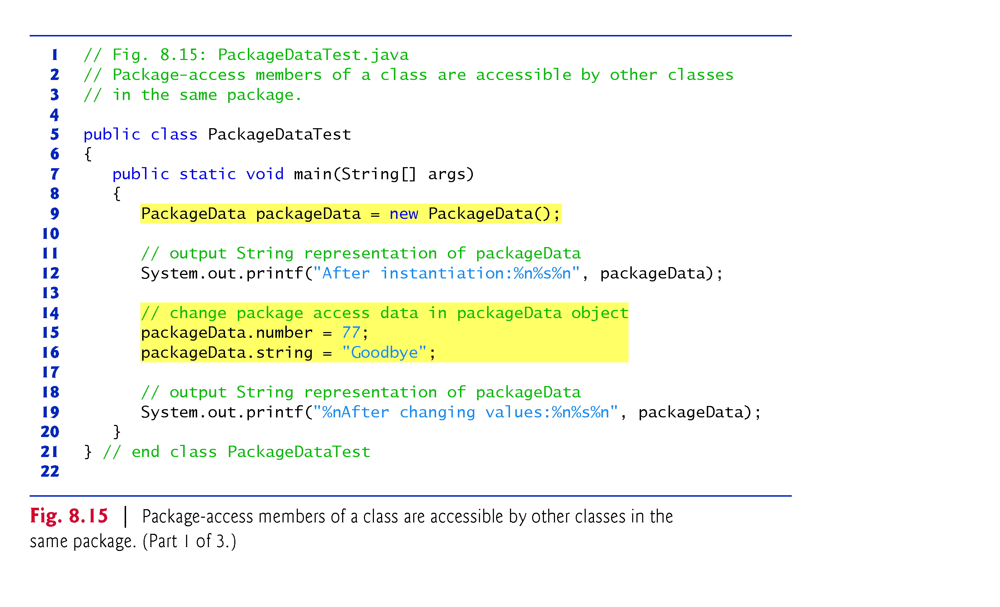 1 // Fig. 8.15: PackageDataTest.java
2 // Package-access members of a class are accessible by other classes
3 // in the same package.
4
5 public class PackageDataTest
6 {
7    public static void main(String[] args)
8    {
9       PackageData packageData = new PackageData();
10
11       // output String representation of packageData
12       System.out.printf("After instantiation:%n%s%n", packageData);
13
14       // change package access data in packageData object
15       packageData.number = 77;
16       packageData.string = "Goodbye";
17
18       // output String representation of packageData
19       System.out.printf("%nAfter changing values:%n%s%n", packageData);
20    }
21 } // end class PackageDataTest
22
Fig. 8.15 | Package-access members of a class are accessible by other classes in the
same package. (Part 1 of 3.)